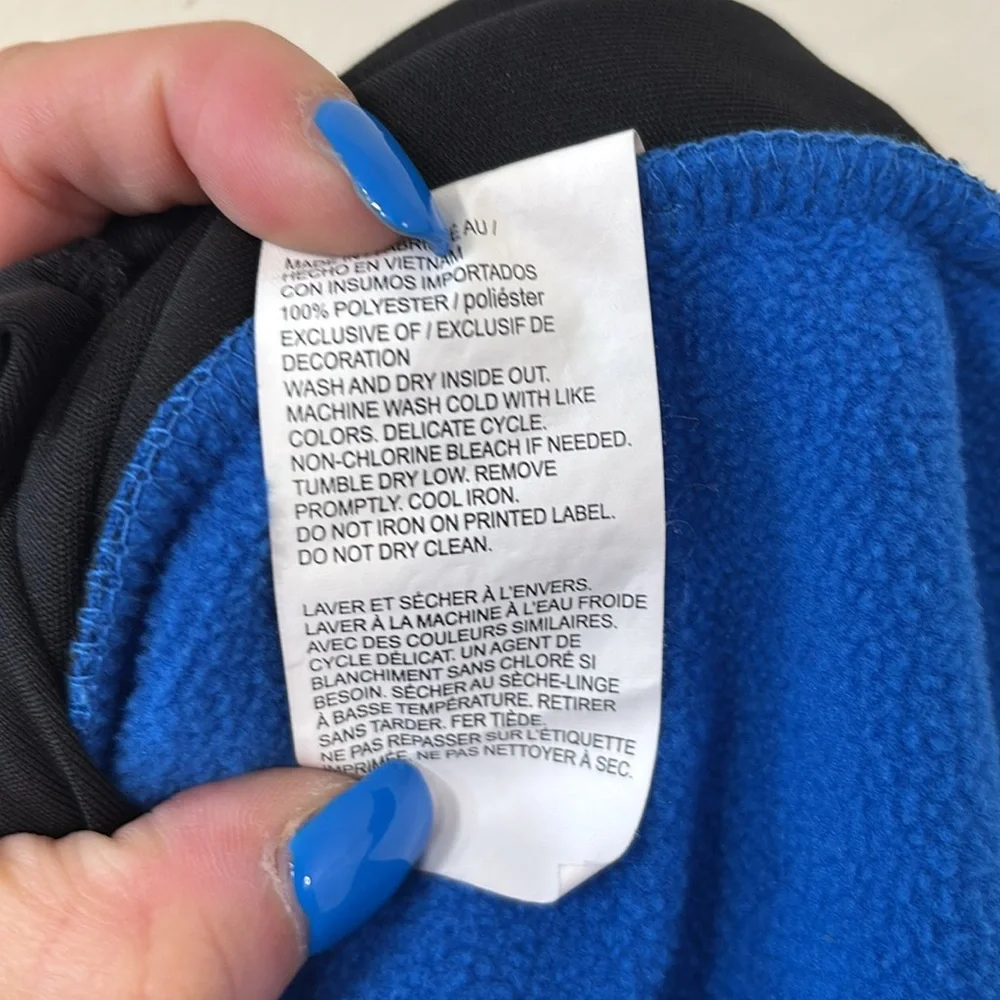 É AU /
HECHO EN VIETNAM
CON INSUMOS IMPORTADOS
100% POLYESTER / poliéster
EXCLUSIVE OF / EXCLUSIF DE
DECORATION
WASH AND DRY INSIDE OUT.
MACHINE WASH COLD WITH LIKE
COLORS. DELICATE CYCLE.
NON-CHLORINE BLEACH IF NEEDED.
TUMBLE DRY LOW. REMOVE
PROMPTLY. COOL IRON.
DO NOT IRON ON PRINTED LABEL.
DO NOT DRY CLEAN.
LAVER ET SÉCHER À L'ENVERS.
LAVER À LA MACHINE À L'EAU FROIDE
AVEC DES COULEURS SIMILAIRES.
CYCLE DÉLICAT. UN AGENT DE
BLANCHIMENT SANS CHLORÉ SI
BESOIN. SÉCHER AU SÈCHE-LINGE
À BASSE TEMPÉRATURE. RETIRER
SANS TARDER. FER TIÈDE.
NE PAS REPASSER SUR L'ÉTIQUETTE
IMPRIMÉE. NE PAS NETTOYER À SEC.